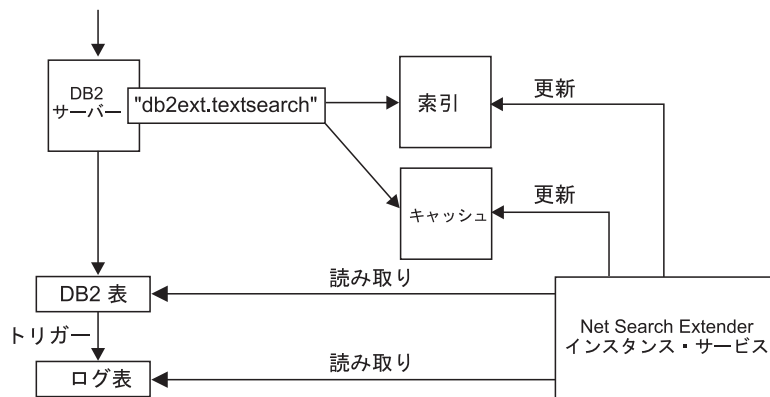 DB2
サーバー
"db2ext.textsearch"
索引
更新
キャッシュ
更新
DB2 表
読み取り
トリガー
ログ表
読み取り
Net Search Extender
インスタンス・サービス